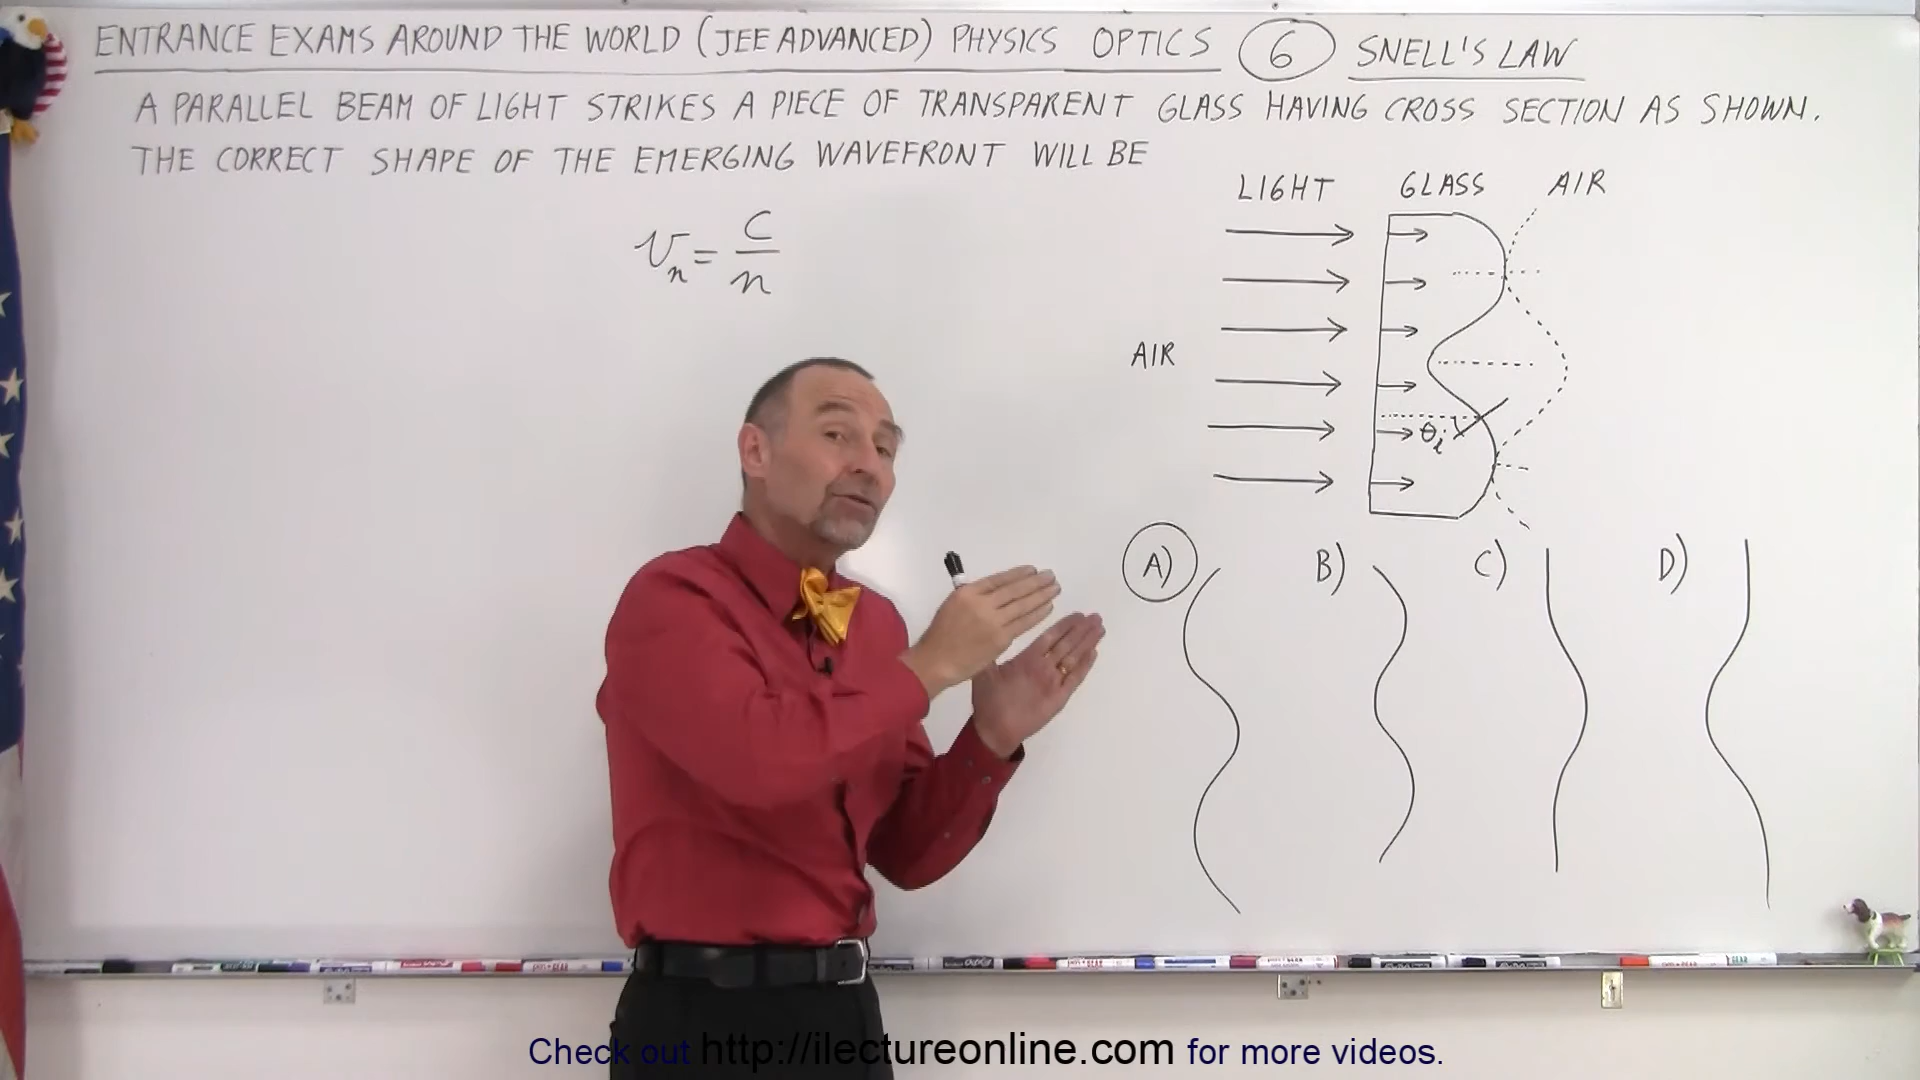 ENTRANCE EXAMS AROUND THE WORLD (JEE ADVANCED) PHYSICS OPTICS 6 SNELL'S LAW
A PARALLEL BEAM OF LIGHT STRIKES A PIECE OF TRANSPARENT GLASS HAVING CROSS SECTION AS SHOWN.
THE CORRECT SHAPE OF THE EMERGING WAVEFRONT WILL BE
LIGHT GLASS AIR
v_n = c/n
AIR
θ_i
A) B) C) D)
Check out http://ilectureonline.com for more videos.